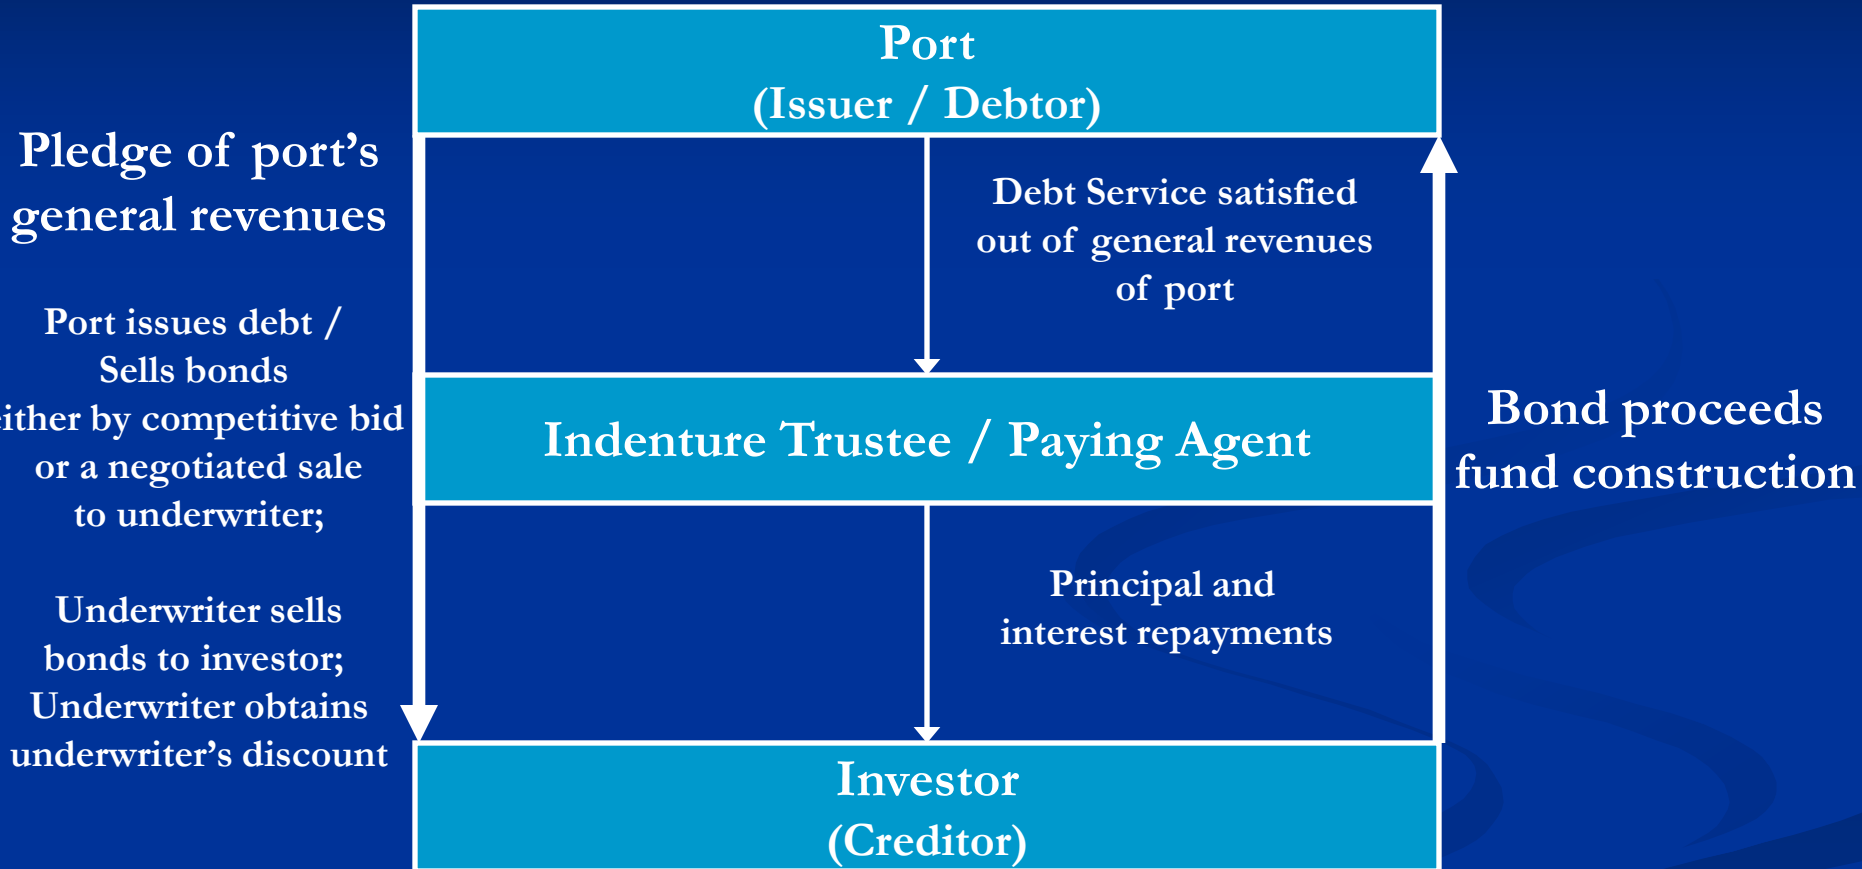 Port
(Issuer / Debtor)
Pledge of port's
general revenues
Port issues debt /
Sells bonds
either by competitive bid
or a negotiated sale
to underwriter;
Underwriter sells
bonds to investor;
Underwriter obtains
underwriter's discount
Debt Service satisfied
out of general revenues
of port
Indenture Trustee / Paying Agent
Principal and
interest repayments
Bond proceeds
fund construction
Investor
(Creditor)